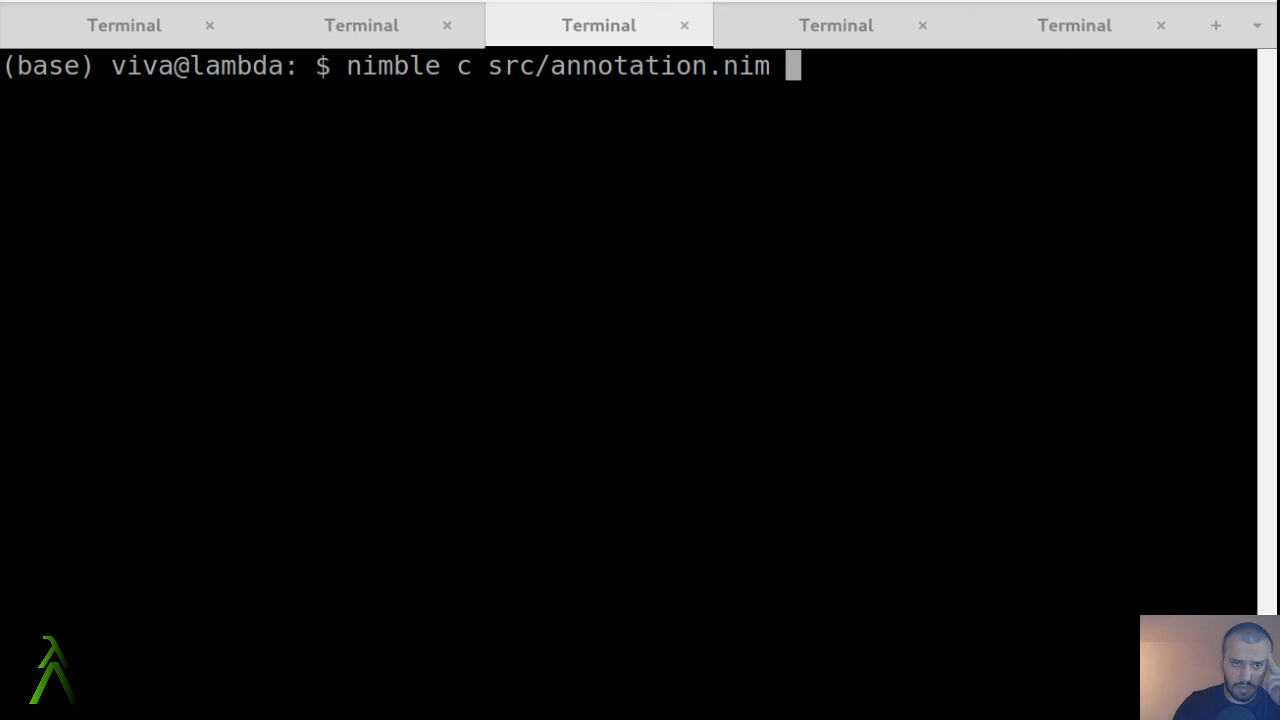 Terminal × Terminal × Terminal × Terminal × Terminal × +
(base) viva@lambda: $ nimble c src/annotation.nim